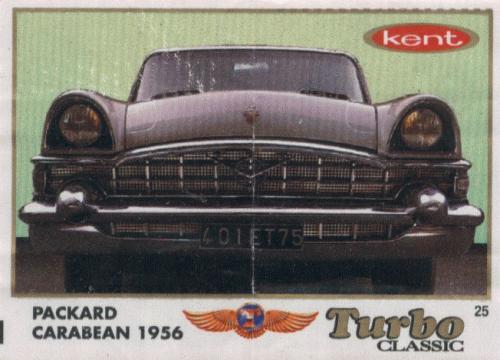 kent
401ET75
PACKARD
CARABEAN 1956
25
Turbo
CLASSIC